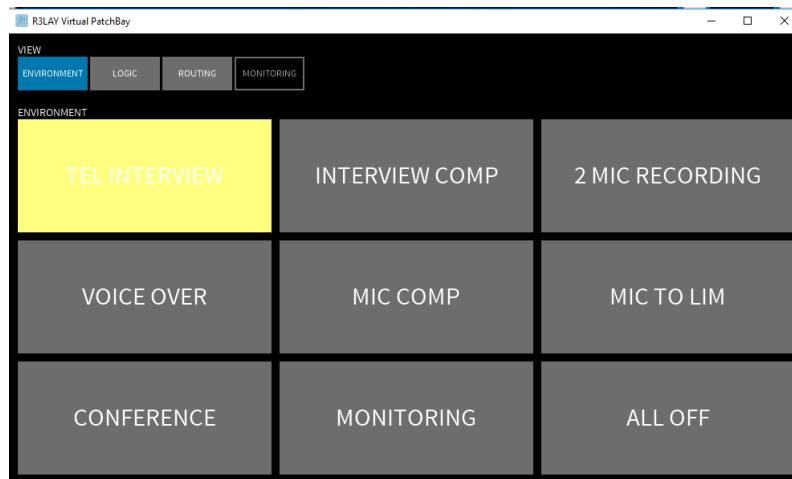 R3LAY Virtual PatchBay
VIEW
ENVIRONMENT LOGIC ROUTING MONITORING
ENVIRONMENT
TEL INTERVIEW INTERVIEW COMP 2 MIC RECORDING
VOICE OVER MIC COMP MIC TO LIM
CONFERENCE MONITORING ALL OFF